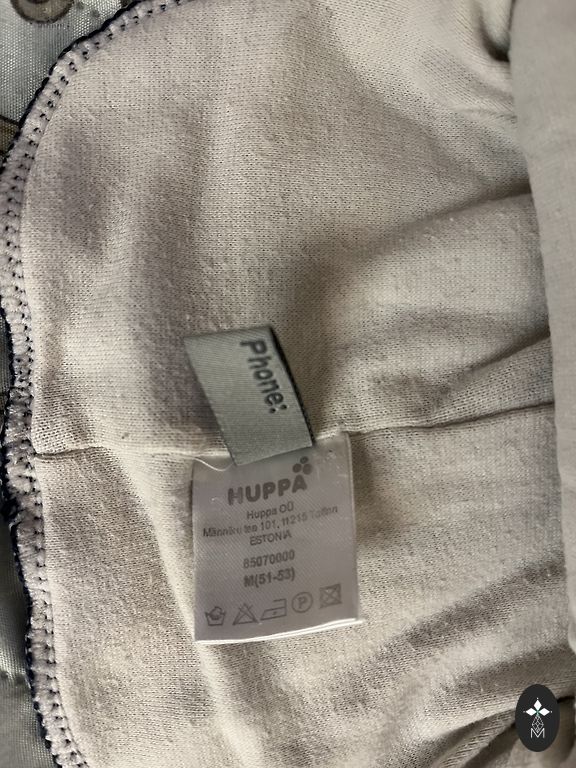 Phone:
HUPPA
Huppa OÜ
Männiku tee 101, 11215 Tallinn
ESTONIA
85070000
M(51-53)
P
M